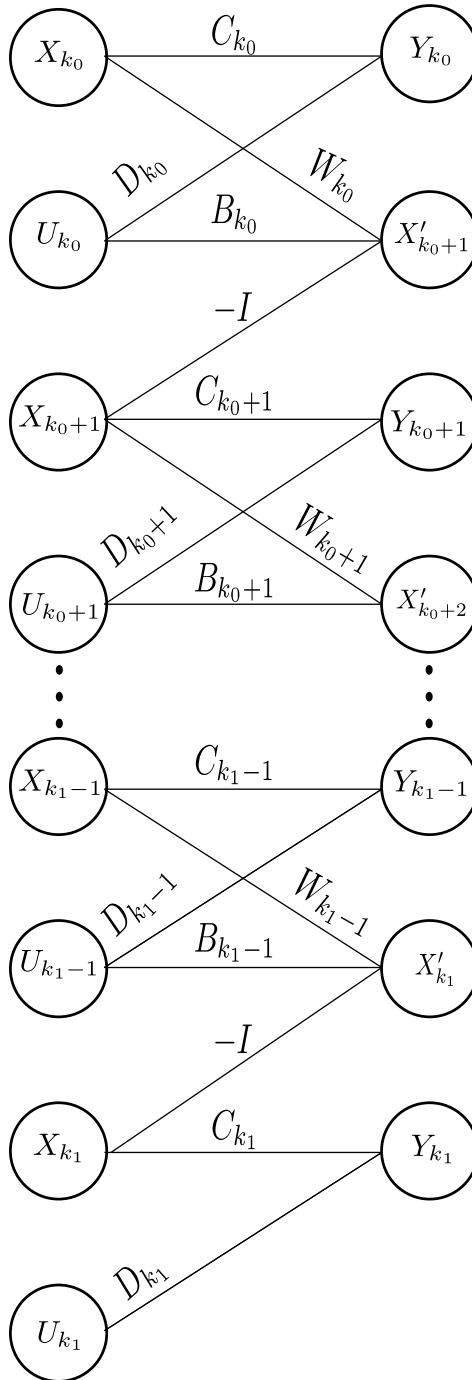 X_{k_0} C_{k_0} Y_{k_0}
D_{k_0} W_{k_0}
U_{k_0} B_{k_0} X'_{k_0+1}
−I
X_{k_0+1} C_{k_0+1} Y_{k_0+1}
D_{k_0+1} W_{k_0+1}
U_{k_0+1} B_{k_0+1} X'_{k_0+2}
X_{k_1−1} C_{k_1−1} Y_{k_1−1}
D_{k_1−1} W_{k_1−1}
U_{k_1−1} B_{k_1−1} X'_{k_1}
−I
X_{k_1} C_{k_1} Y_{k_1}
D_{k_1}
U_{k_1}